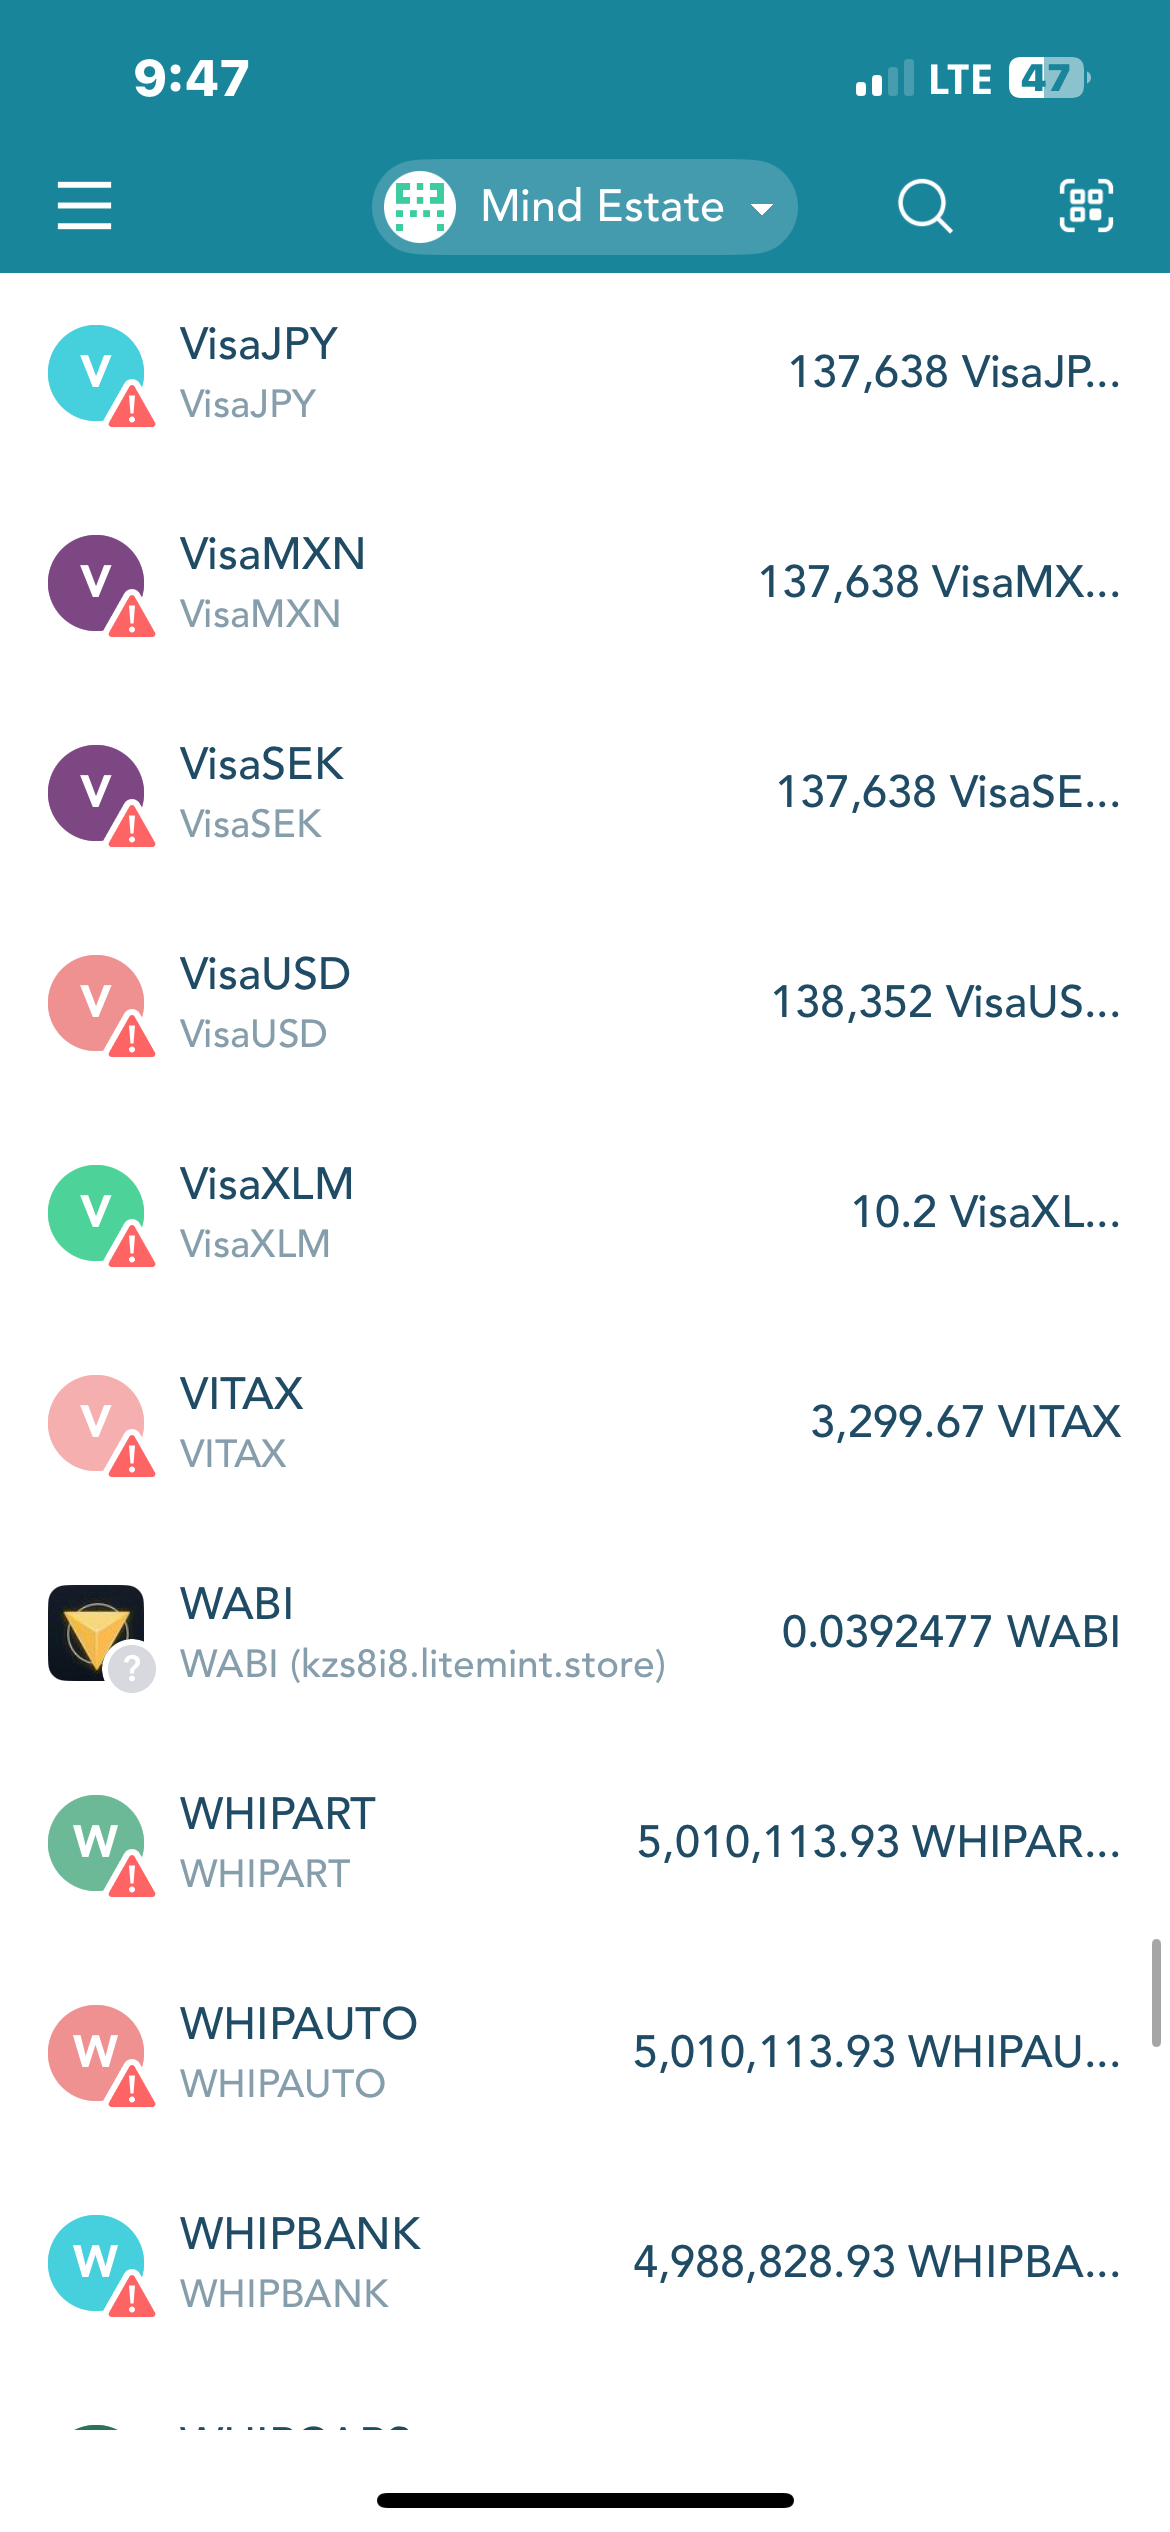 9:47
LTE 47
Mind Estate
V
VisaJPY
VisaJPY
137,638 VisaJP...
V
VisaMXN
VisaMXN
137,638 VisaMX...
V
VisaSEK
VisaSEK
137,638 VisaSE...
V
VisaUSD
VisaUSD
138,352 VisaUS...
V
VisaXLM
VisaXLM
10.2 VisaXL...
V
VITAX
VITAX
3,299.67 VITAX
?
WABI
WABI (kzs8i8.litemint.store)
0.0392477 WABI
W
WHIPART
WHIPART
5,010,113.93 WHIPAR...
W
WHIPAUTO
WHIPAUTO
5,010,113.93 WHIPAU...
W
WHIPBANK
WHIPBANK
4,988,828.93 WHIPBA...